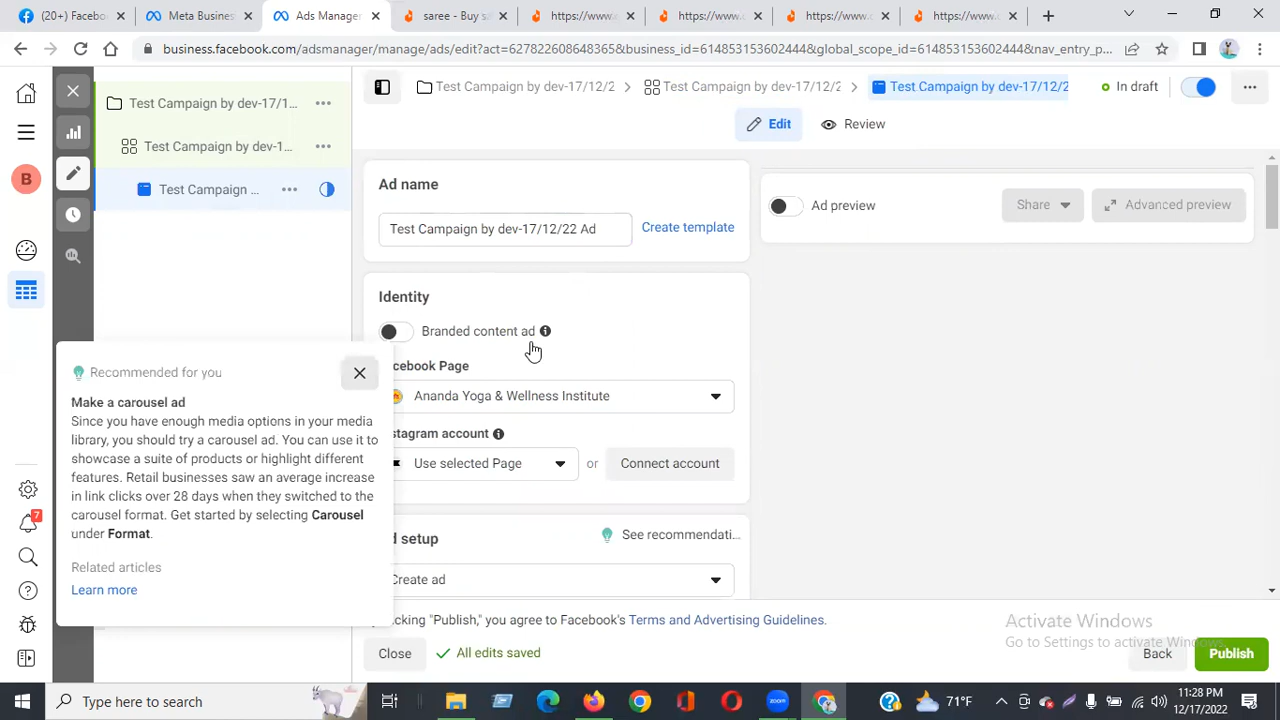 (20+) Facebo
Meta Business
Ads Manager
saree - Buy sa
https://www.
https://www.c
https://www.c
https://www.c
business.facebook.com/adsmanager/manage/ads/edit?act=627822608648365&business_id=6148531536024444&global_scope_id=6148531536024444&nav_entry_p...
Test Campaign by dev-17/12/2
Test Campaign by dev-17/12/2
Test Campaign by dev-17/12/2
In draft
Test Campaign by dev-17/1...
Test Campaign by dev-1...
Test Campaign ...
B
Edit
Review
Ad name
Test Campaign by dev-17/12/22 Ad
Create template
Ad preview
Share
Advanced preview
Identity
Branded content ad
cebook Page
Ananda Yoga & Wellness Institute
stagram account
Use selected Page
or
Connect account
d setup
See recommendati...
Create ad
Recommended for you
Make a carousel ad
Since you have enough media options in your media
library, you should try a carousel ad. You can use it to
showcase a suite of products or highlight different
features. Retail businesses saw an average increase
in link clicks over 28 days when they switched to the
carousel format. Get started by selecting Carousel
under Format.
Related articles
Learn more
7
cking "Publish," you agree to Facebook's Terms and Advertising Guidelines.
Close
All edits saved
Back
Publish
Activate Windows
Go to Settings to activate Windows.
Type here to search
zoom
71°F
11:28 PM
12/17/2022